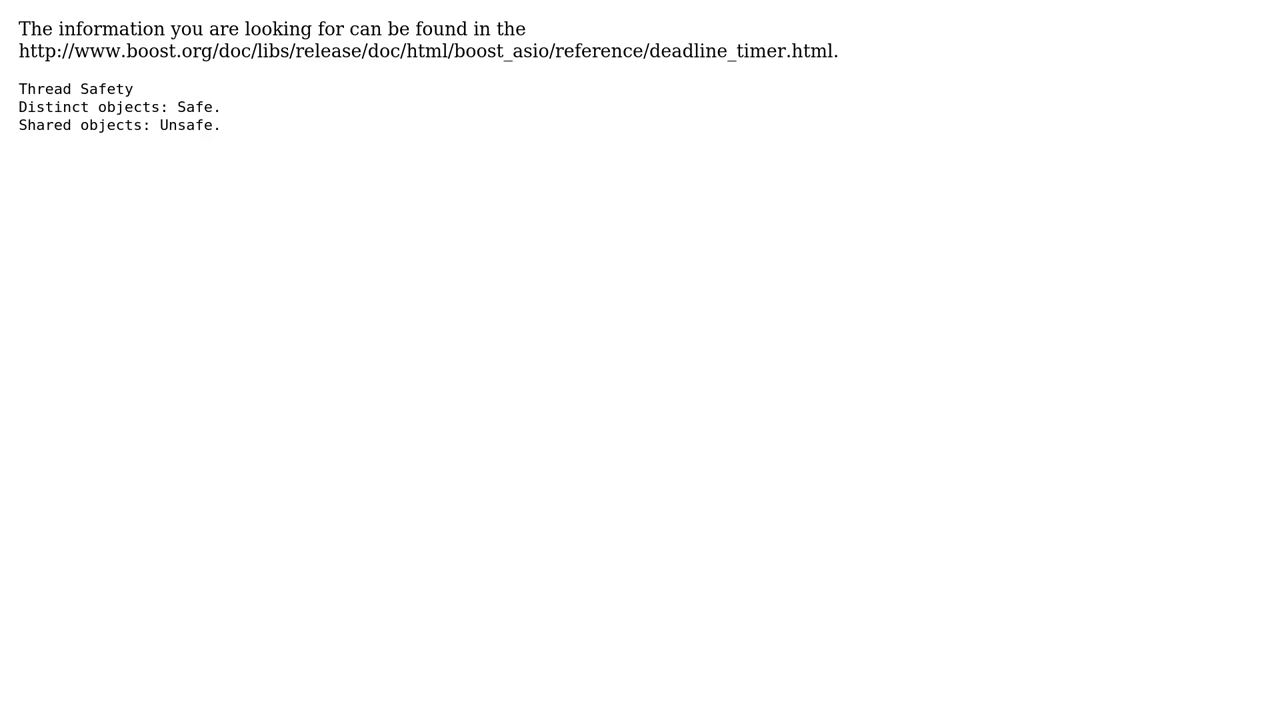 The information you are looking for can be found in the
http://www.boost.org/doc/libs/release/doc/html/boost_asio/reference/deadline_timer.html.
Thread Safety
Distinct objects: Safe.
Shared objects: Unsafe.